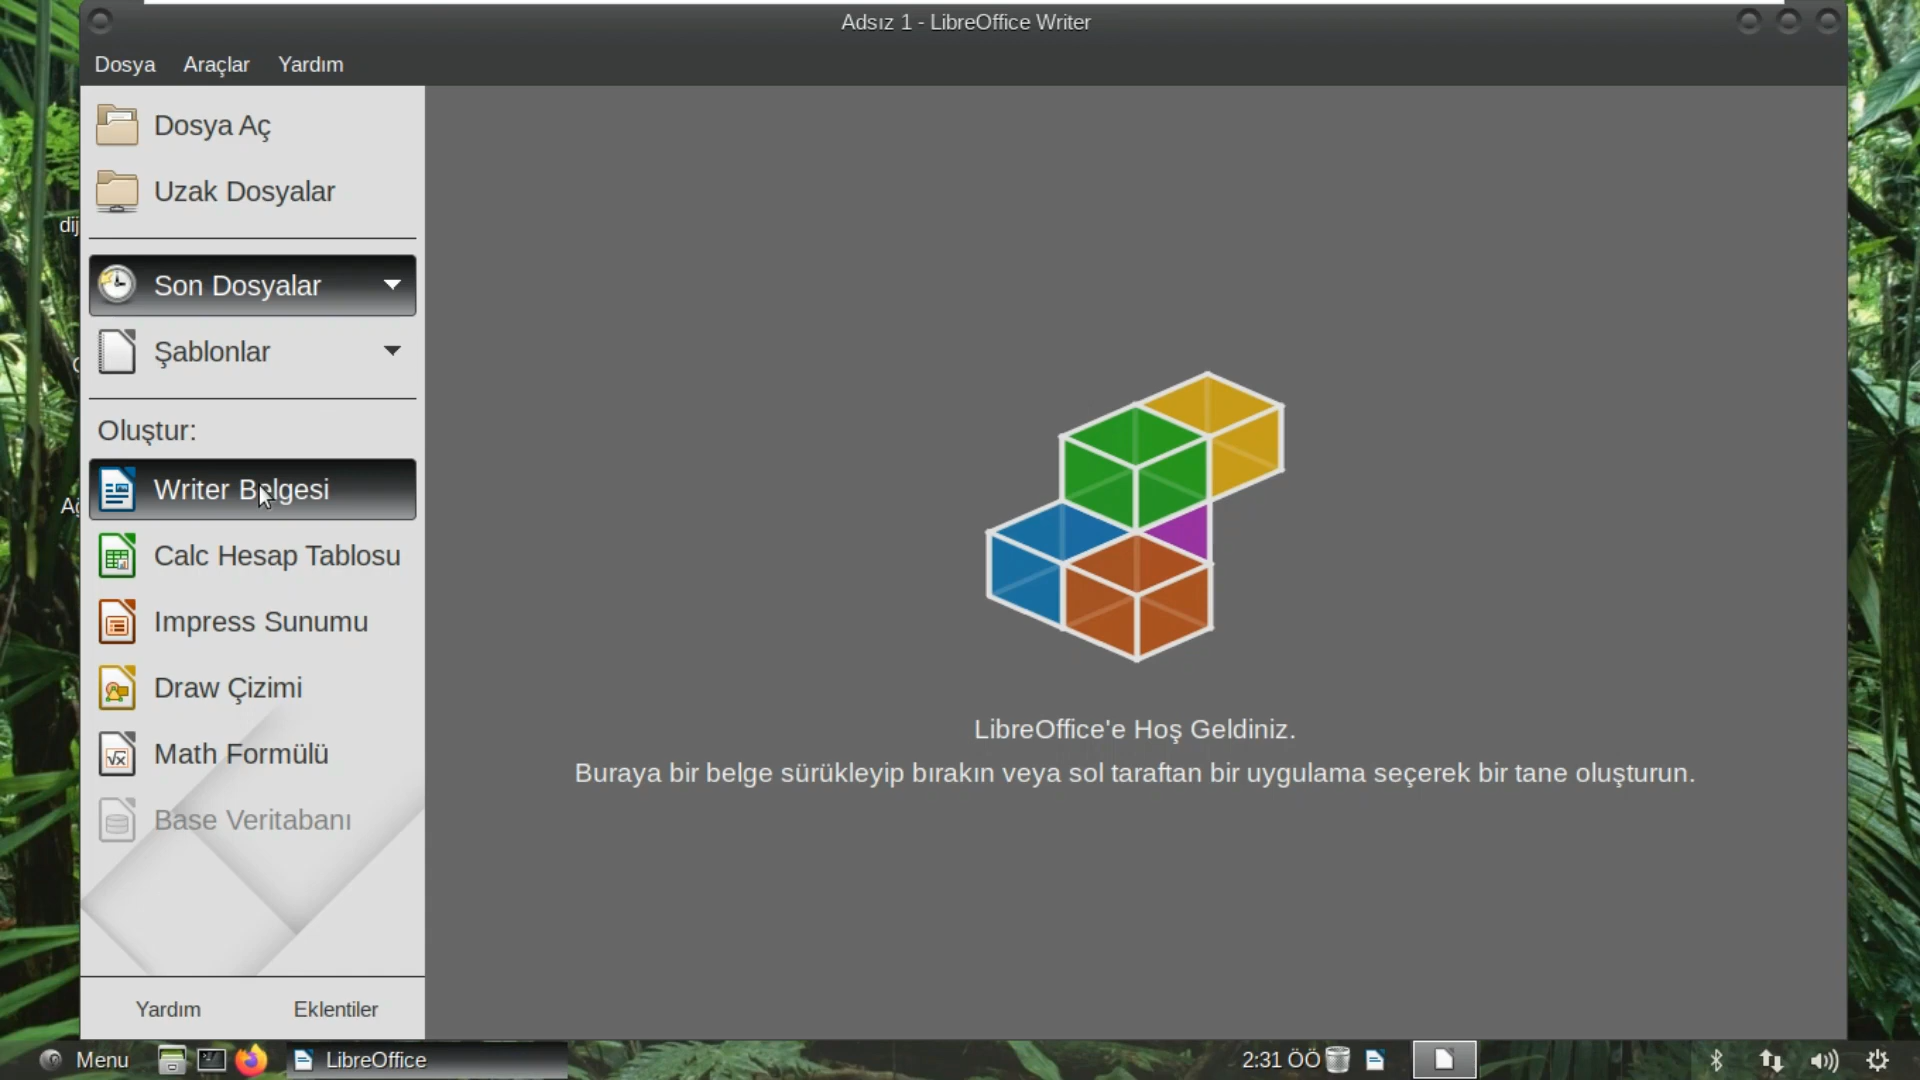 Adsız 1 - LibreOffice Writer
Dosya Araçlar Yardım
Dosya Aç
Uzak Dosyalar
Son Dosyalar
Şablonlar
Oluştur:
Writer Belgesi
Calc Hesap Tablosu
Impress Sunumu
Draw Çizimi
Math Formülü
Base Veritabanı
LibreOffice'e Hoş Geldiniz.
Buraya bir belge sürükleyip bırakın veya sol taraftan bir uygulama seçerek bir tane oluşturun.
Yardım Eklentiler
Menu LibreOffice 2:31 ÖÖ